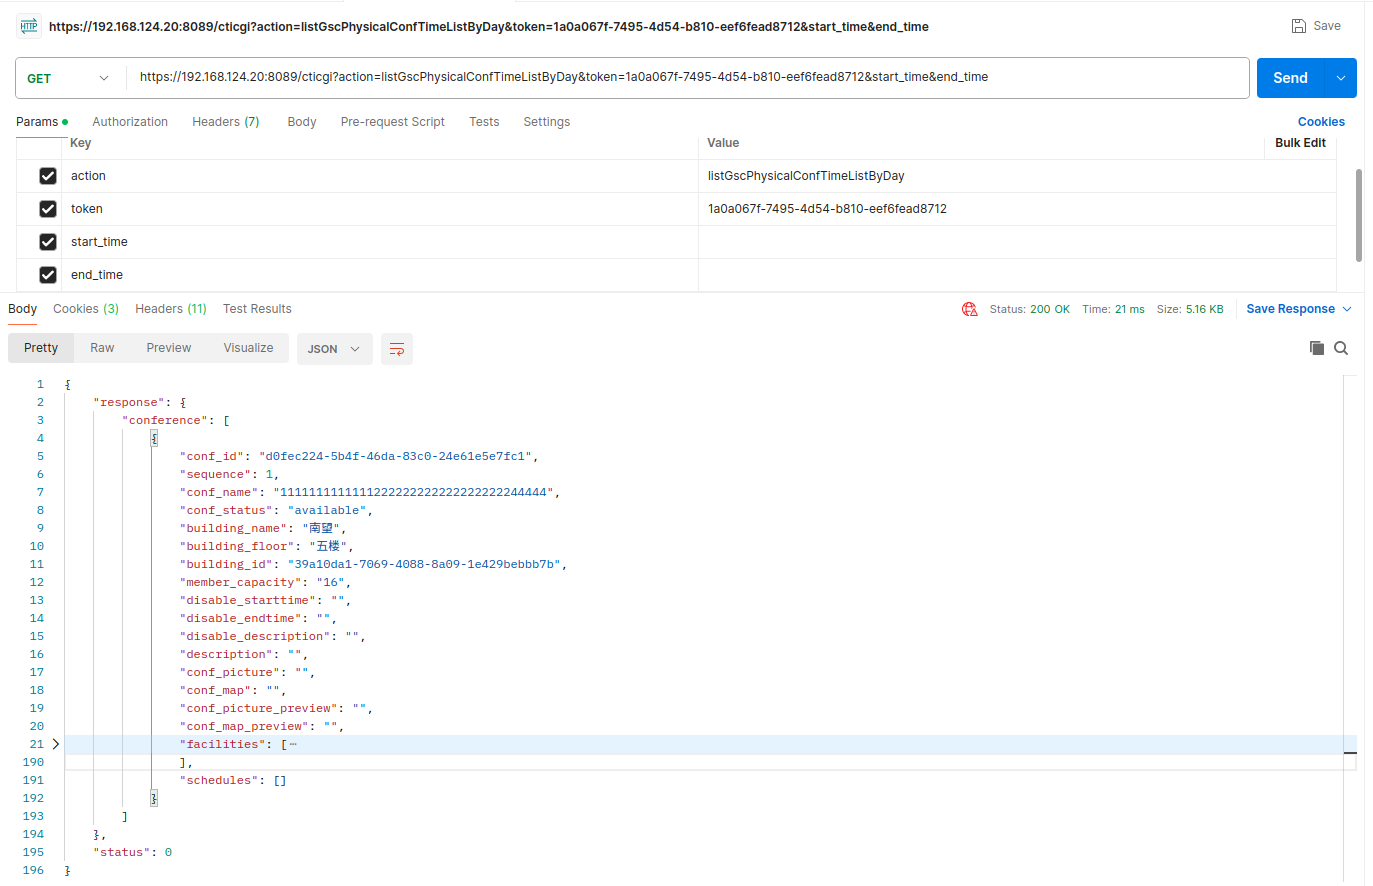 HTTP https://192.168.124.20:8089/cticgi?action=listGscPhysicalConfTimeListByDay&token=1a0a067f-7495-4d54-b810-eef6fead8712&start_time&end_time Save
GET https://192.168.124.20:8089/cticgi?action=listGscPhysicalConfTimeListByDay&token=1a0a067f-7495-4d54-b810-eef6fead8712&start_time&end_time Send
Params Authorization Headers (7) Body Pre-request Script Tests Settings Cookies
Key Value Bulk Edit
action listGscPhysicalConfTimeListByDay
token 1a0a067f-7495-4d54-b810-eef6fead8712
start_time
end_time
Body Cookies (3) Headers (11) Test Results Status: 200 OK Time: 21 ms Size: 5.16 KB Save Response
Pretty Raw Preview Visualize JSON
1 {
2 "response": {
3 "conference": [
4 {
5 "conf_id": "d0fec224-5b4f-46da-83c0-24e61e5e7fc1",
6 "sequence": 1,
7 "conf_name": "1111111111111122222222222222222244444",
8 "conf_status": "available",
9 "building_name": "南望",
10 "building_floor": "五楼",
11 "building_id": "39a10da1-7069-4088-8a09-1e429bebbb7b",
12 "member_capacity": "16",
13 "disable_starttime": "",
14 "disable_endtime": "",
15 "disable_description": "",
16 "description": "",
17 "conf_picture": "",
18 "conf_map": "",
19 "conf_picture_preview": "",
20 "conf_map_preview": "",
21 "facilities": [⋯
190 ],
191 "schedules": []
192 }
193 ]
194 },
195 "status": 0
196 }